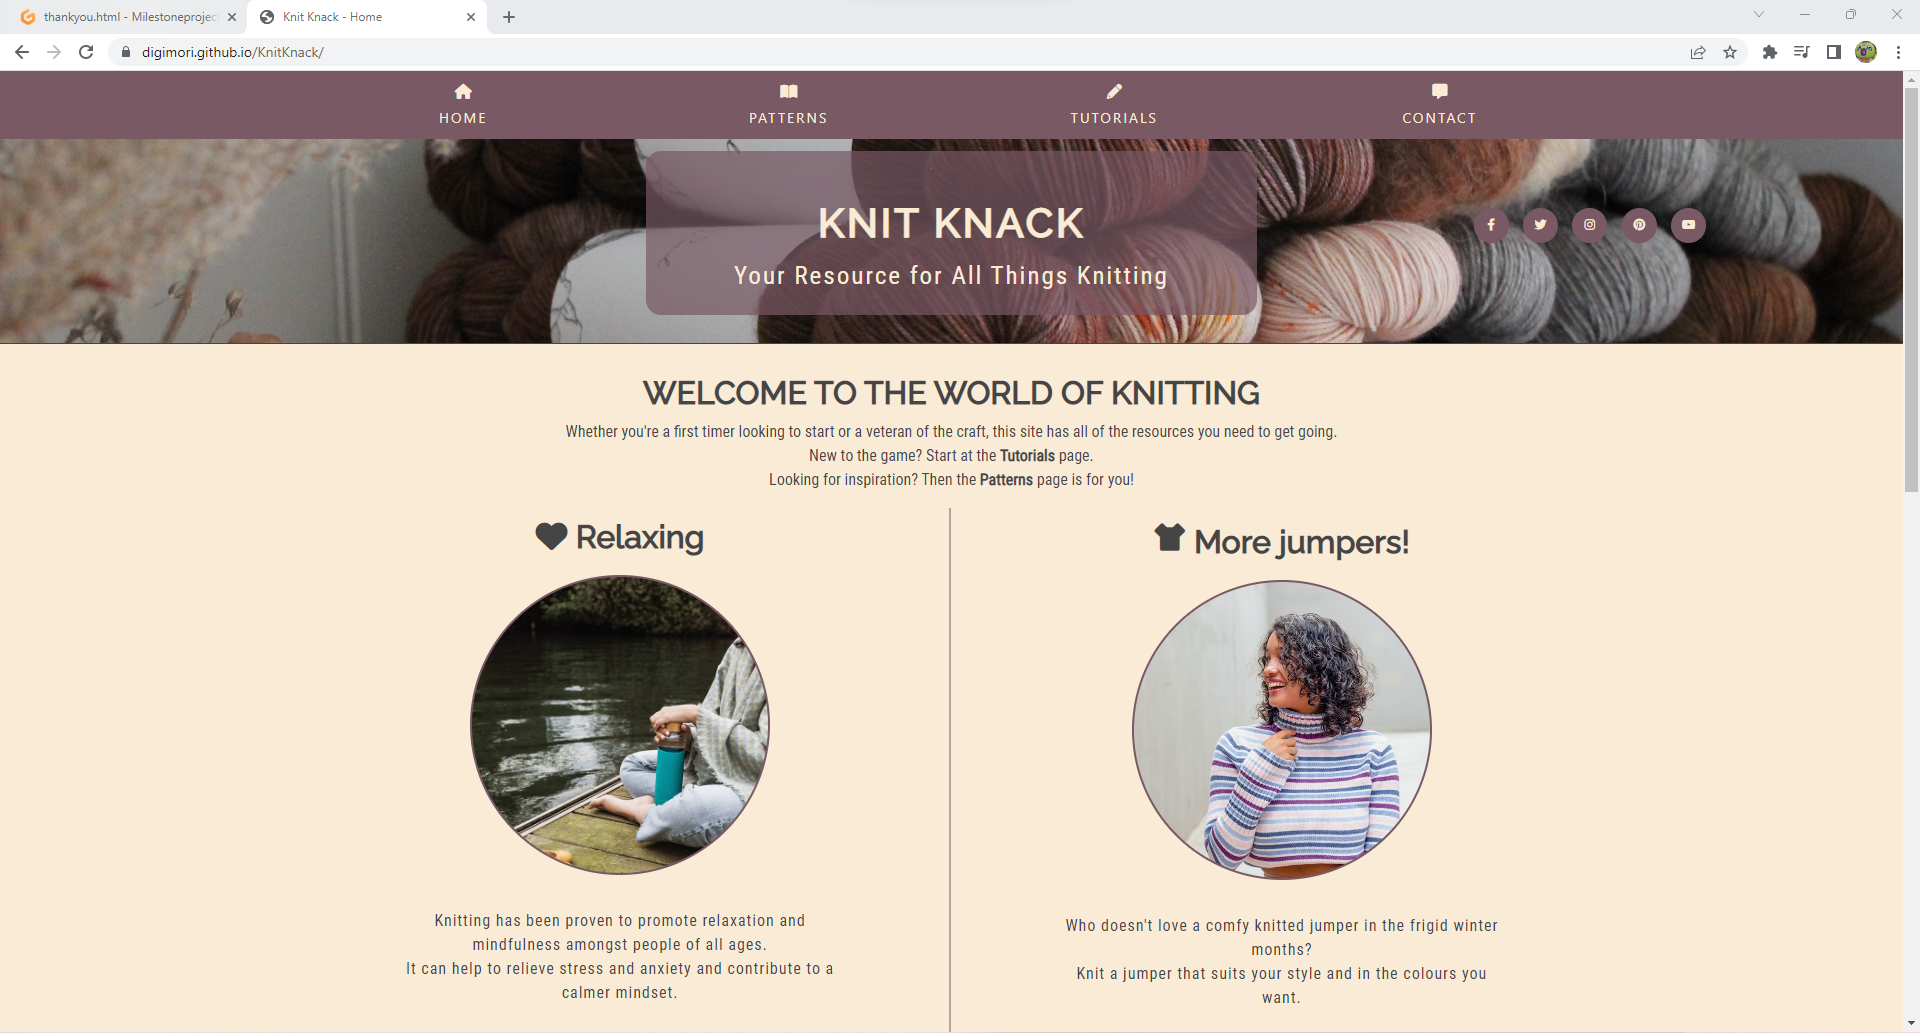 thankyou.html - Milestoneprojec
Knit Knack - Home
digimori.github.io/KnitKnack/
HOME
PATTERNS
TUTORIALS
CONTACT
KNIT KNACK
Your Resource for All Things Knitting
WELCOME TO THE WORLD OF KNITTING
Whether you're a first timer looking to start or a veteran of the craft, this site has all of the resources you need to get going.
New to the game? Start at the Tutorials page.
Looking for inspiration? Then the Patterns page is for you!
Relaxing
Knitting has been proven to promote relaxation and
mindfulness amongst people of all ages.
It can help to relieve stress and anxiety and contribute to a
calmer mindset.
More jumpers!
Who doesn't love a comfy knitted jumper in the frigid winter
months?
Knit a jumper that suits your style and in the colours you
want.